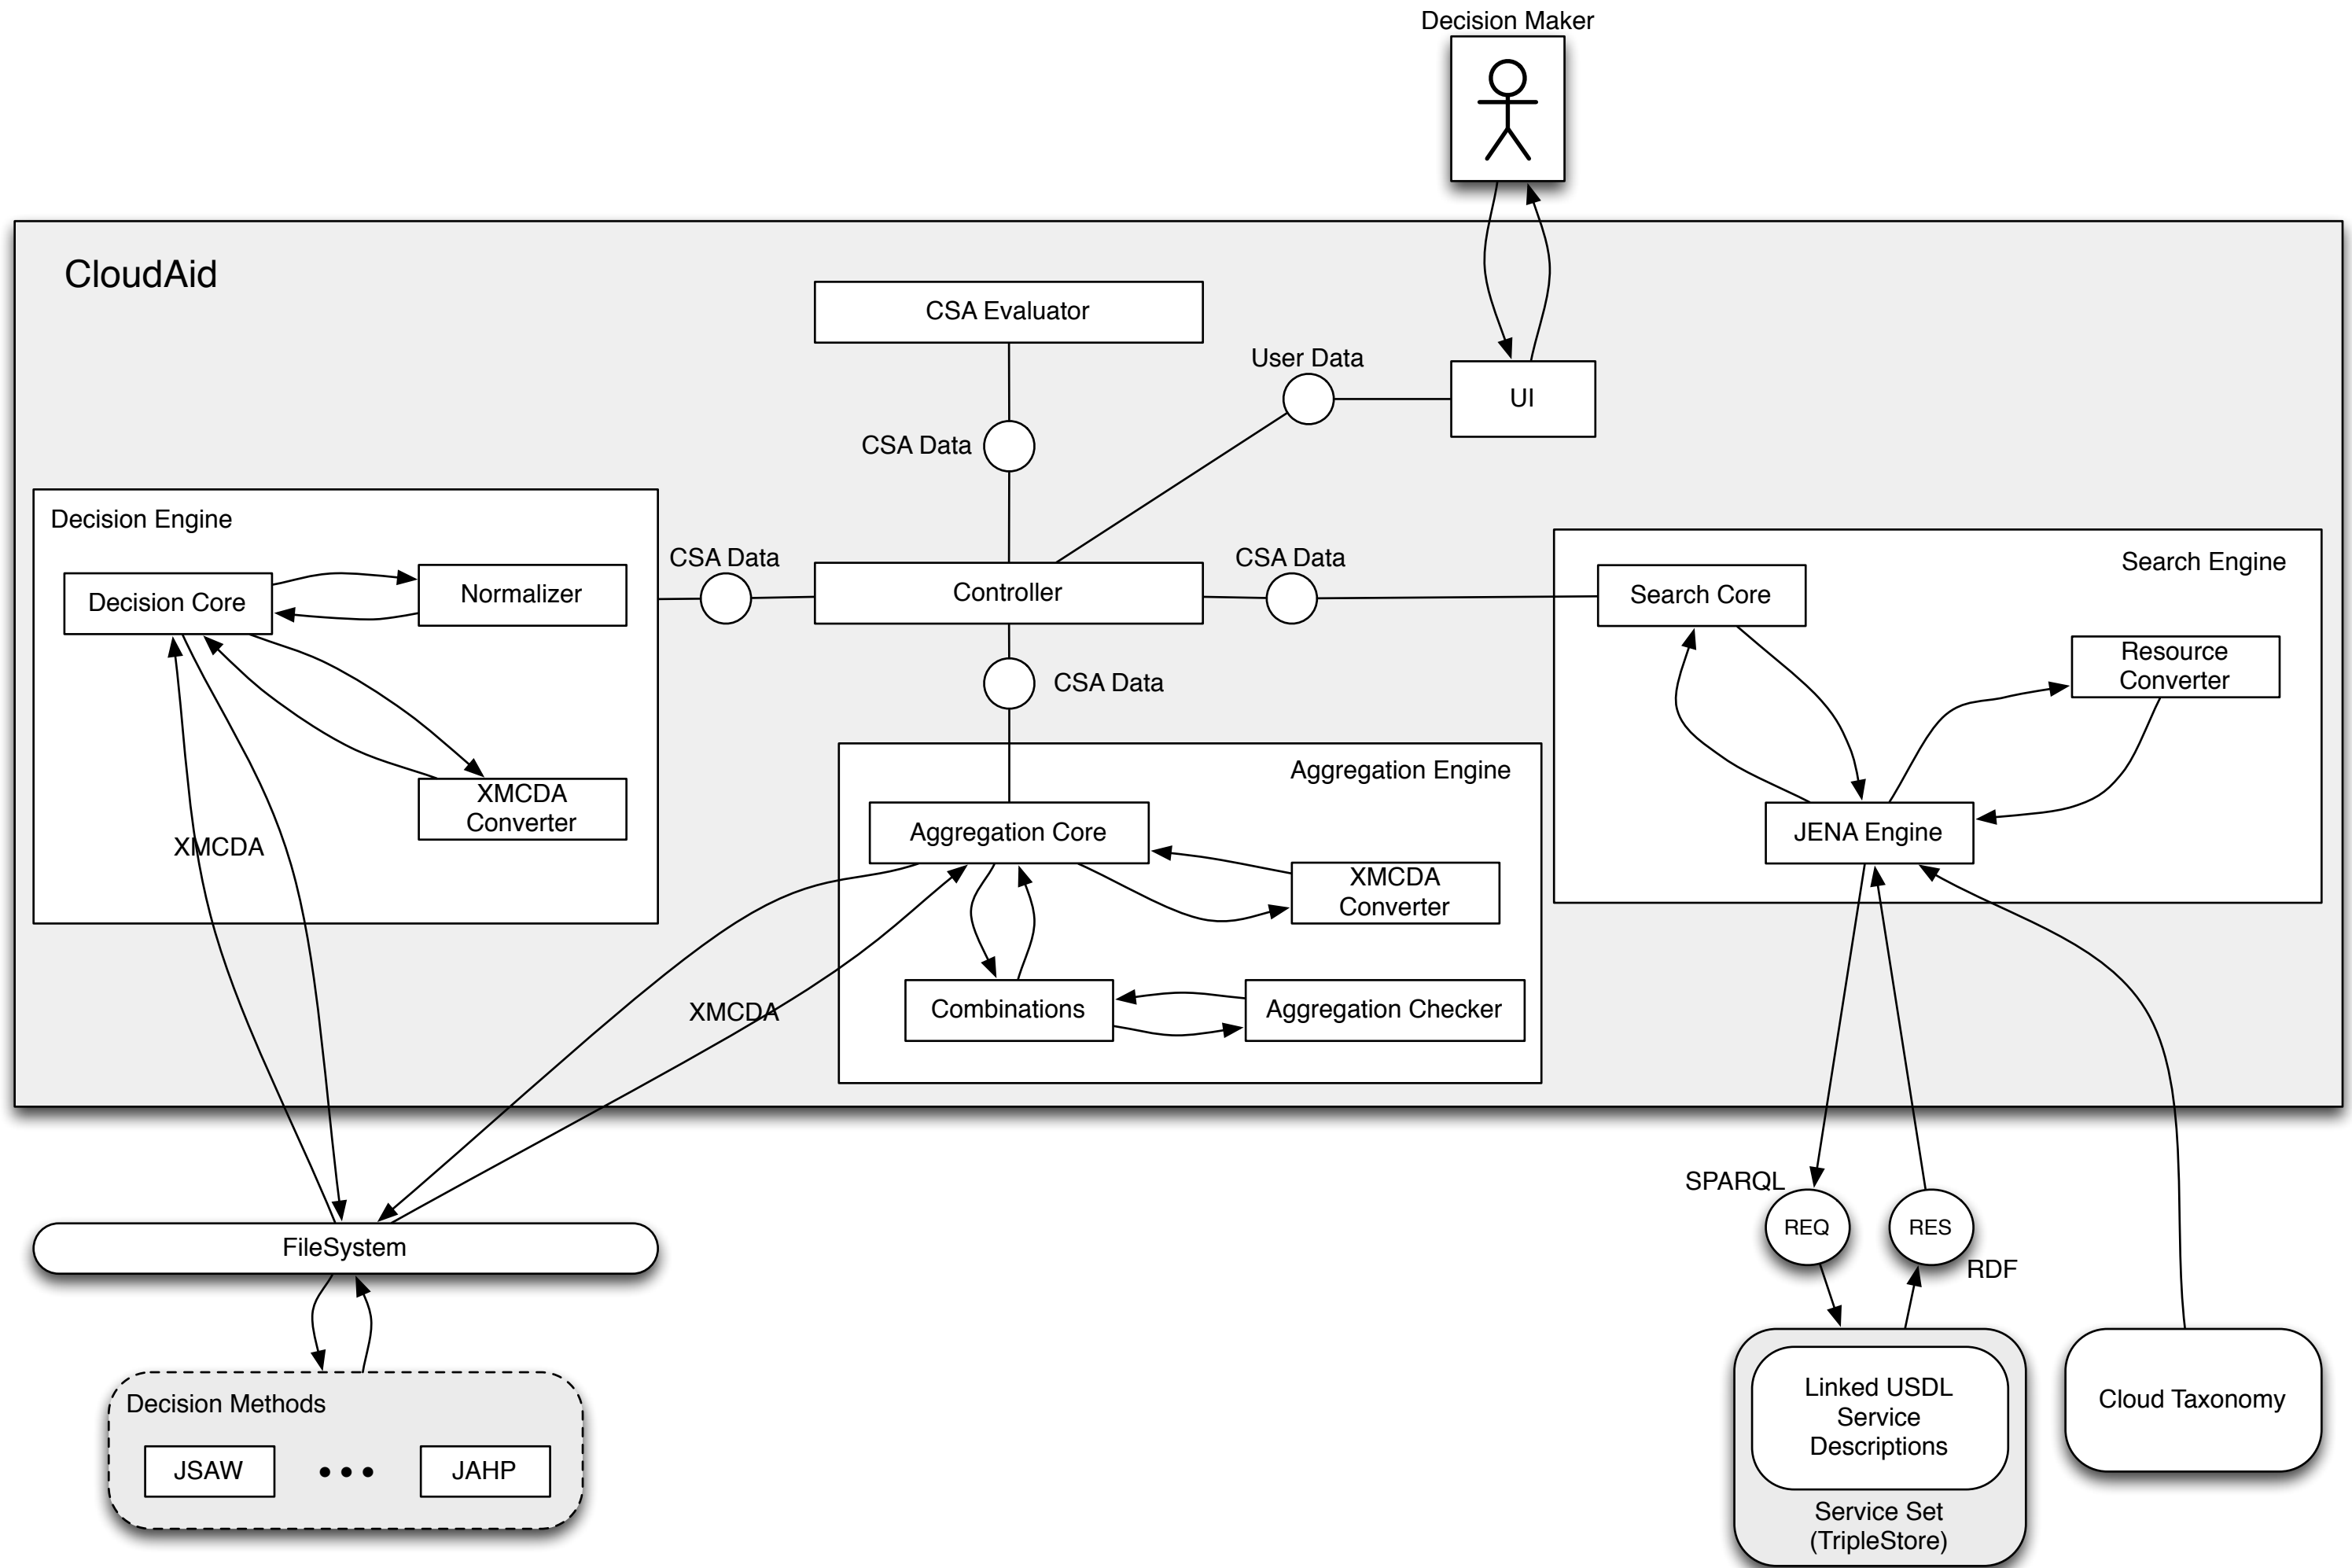 Decision Maker
CloudAid
CSA Evaluator
User Data
UI
CSA Data
Decision Engine
Decision Core
Normalizer
CSA Data
Controller
CSA Data
Search Engine
Search Core
Resource
Converter
CSA Data
XMCDA
Converter
XMCDA
Aggregation Engine
Aggregation Core
JENA Engine
XMCDA
Converter
XMCDA
Combinations
Aggregation Checker
SPARQL
REQ
RES
RDF
FileSystem
Decision Methods
JSAW
JAHP
Linked USDL
Service
Descriptions
Service Set
(TripleStore)
Cloud Taxonomy